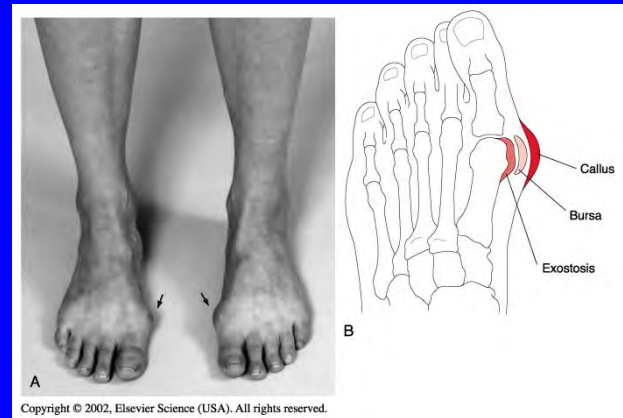 A
B
Callus
Bursa
Exostosis
Copyright © 2002, Elsevier Science (USA). All rights reserved.